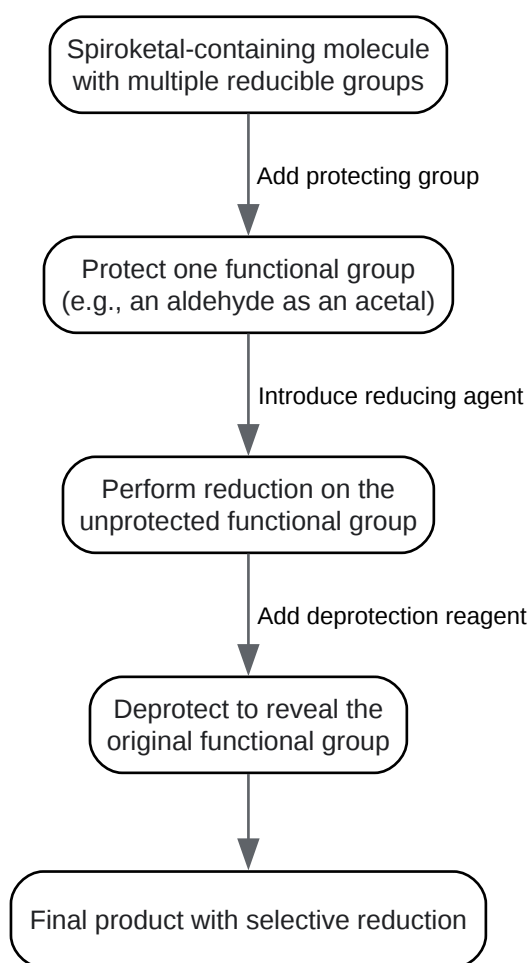 Spiroketal-containing molecule
with multiple reducible groups
Add protecting group
Protect one functional group
(e.g., an aldehyde as an acetal)
Introduce reducing agent
Perform reduction on the
unprotected functional group
Add deprotection reagent
Deprotect to reveal the
original functional group
Final product with selective reduction